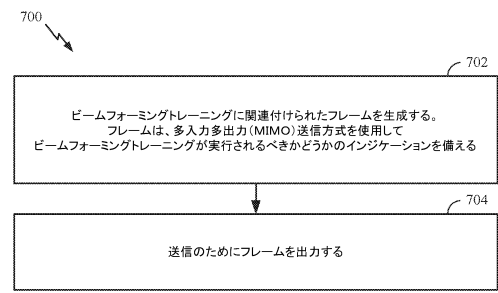 700
702
ビームフォーミングトレーニングに関連付けられたフレームを生成する。
フレームは、多入力多出力(MIMO)送信方式を使用して
ビームフォーミングトレーニングが実行されるべきかどうかのインジケーションを備える
704
送信のためにフレームを出力する